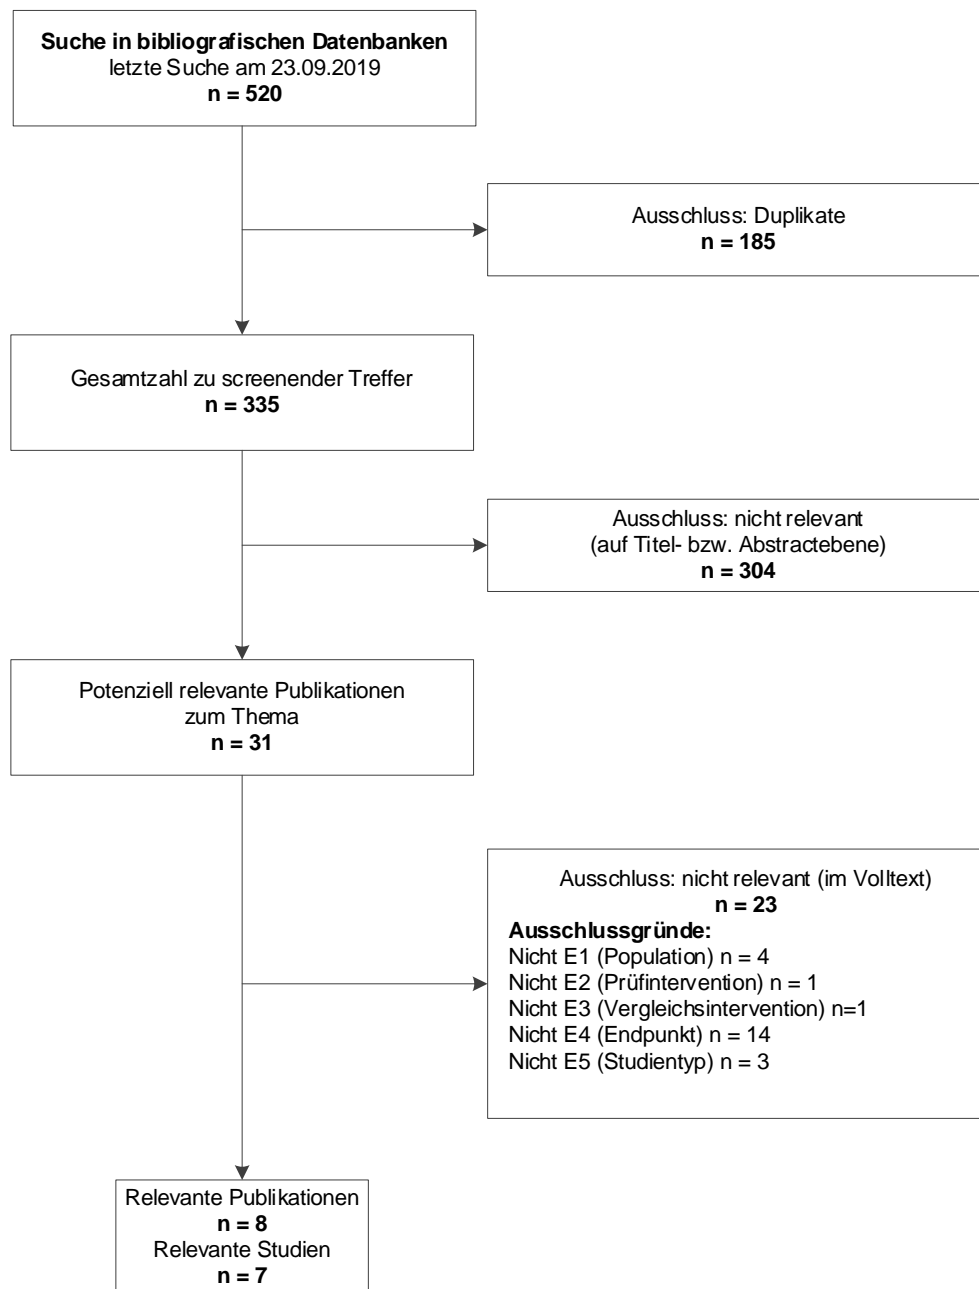 Suche in bibliografischen Datenbanken
letzte Suche am 23.09.2019
n = 520
Ausschluss: Duplikate
n = 185
Gesamtzahl zu screenender Treffer
n = 335
Ausschluss: nicht relevant
(auf Titel- bzw. Abstractebene)
n = 304
Potenziell relevante Publikationen
zum Thema
n = 31
Ausschluss: nicht relevant (im Volltext)
n = 23
Ausschlussgründe:
Nicht E1 (Population) n = 4
Nicht E2 (Prüfintervention) n = 1
Nicht E3 (Vergleichsintervention) n=1
Nicht E4 (Endpunkt) n = 14
Nicht E5 (Studientyp) n = 3
Relevante Publikationen
n = 8
Relevante Studien
n = 7